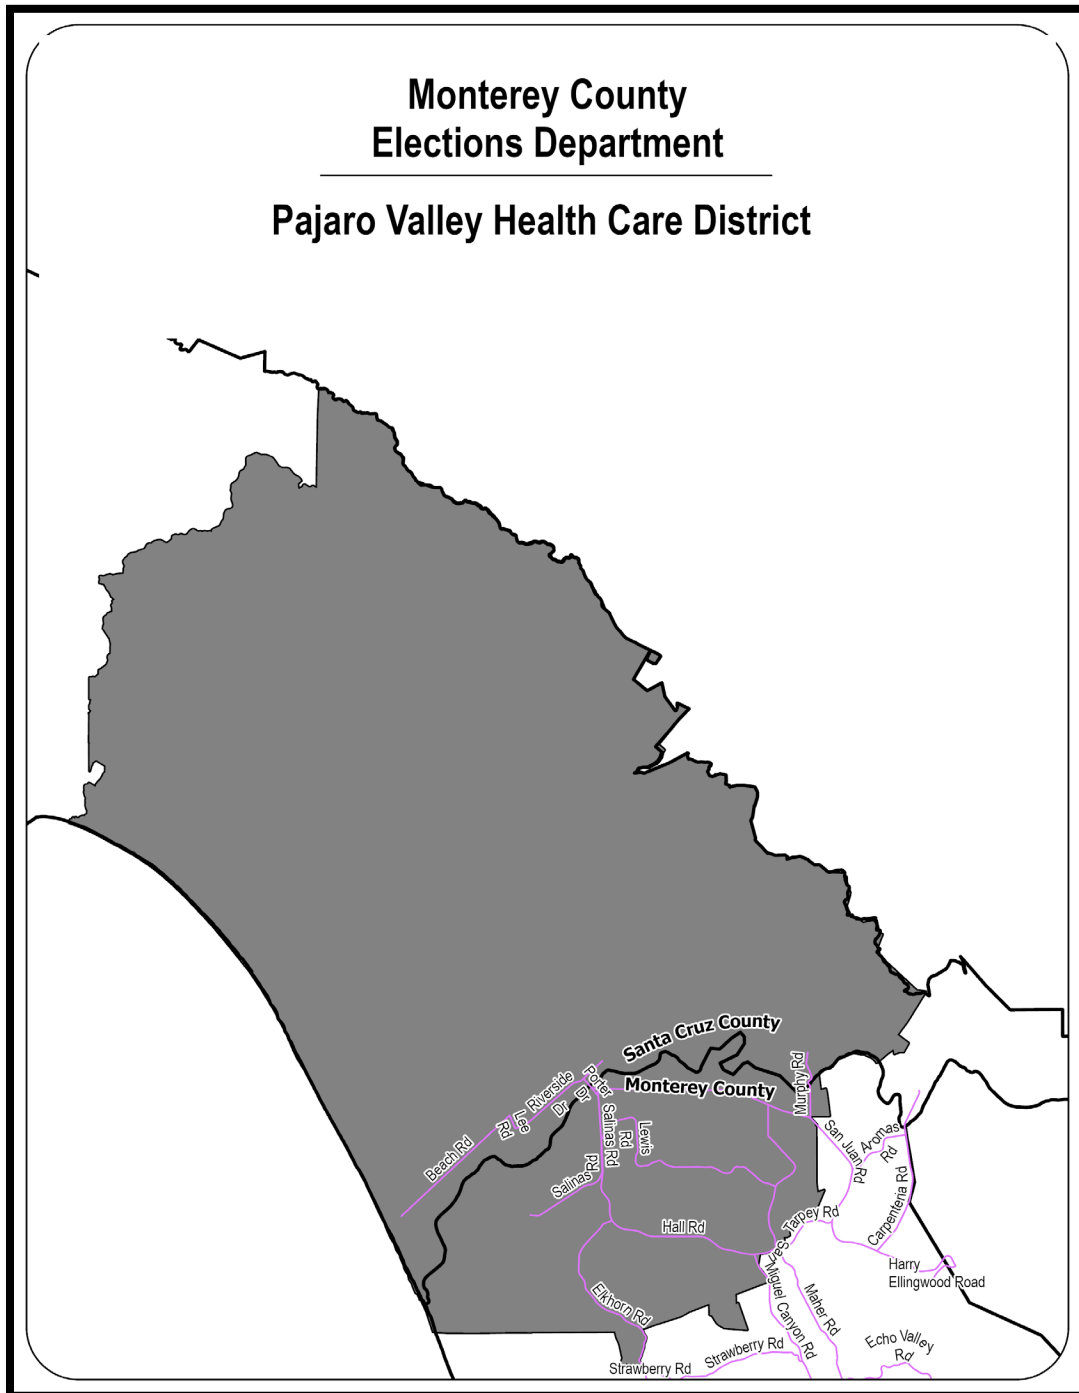 Monterey County
Elections Department
Pajaro Valley Health Care District
Santa Cruz County
Monterey County
Murphy Rd
Porter
Dr
Riverside
Dr
Lee
Rd
Beach Rd
Salinas Rd
Lewis
Rd
Salinas Rd
San Juan Rd
Aromas
Rd
Carpenteria Rd
Tarpey Rd
Hall Rd
Harry
Ellingwood Road
Miguel Canyon Rd
Maher Rd
Elkhorn Rd
Echo Valley
Rd
Strawberry Rd
Strawberry Rd